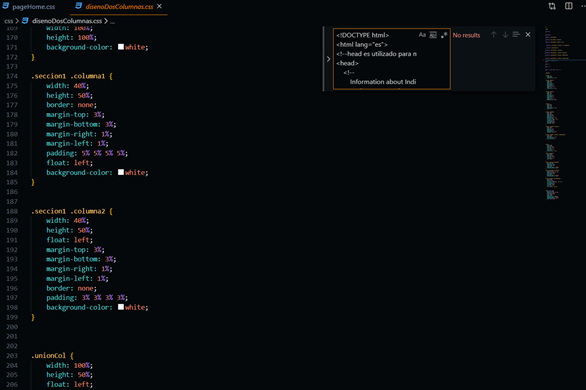 pageHome.css
disenoDosColumnas.css
css > disenoDosColumnas.css > ...
<!DOCTYPE html>
<html lang="es">
<!--head es utilizado para n
<head>
<!--
Information about Indi
Aa
No results
169 width: 100%;
170 height: 100%;
171 background-color: white;
172 }
173
174 .seccion1 .columna1 {
175 width: 40%;
176 height: 50%;
177 border: none;
178 margin-top: 3%;
179 margin-bottom: 3%;
180 margin-right: 1%;
181 margin-left: 1%;
182 padding: 5% 5% 5% 5%;
183 float: left;
184 background-color: white;
185 }
186
187
188 .seccion1 .columna2 {
189 width: 40%;
190 height: 50%;
191 float: left;
192 margin-top: 3%;
193 margin-bottom: 3%;
194 margin-right: 1%;
195 margin-left: 1%;
196 border: none;
197 padding: 3% 3% 3% 3%;
198 background-color: white;
199 }
200
201
202
203 .unionCol {
204 width: 100%;
205 height: 50%;
206 float: left;